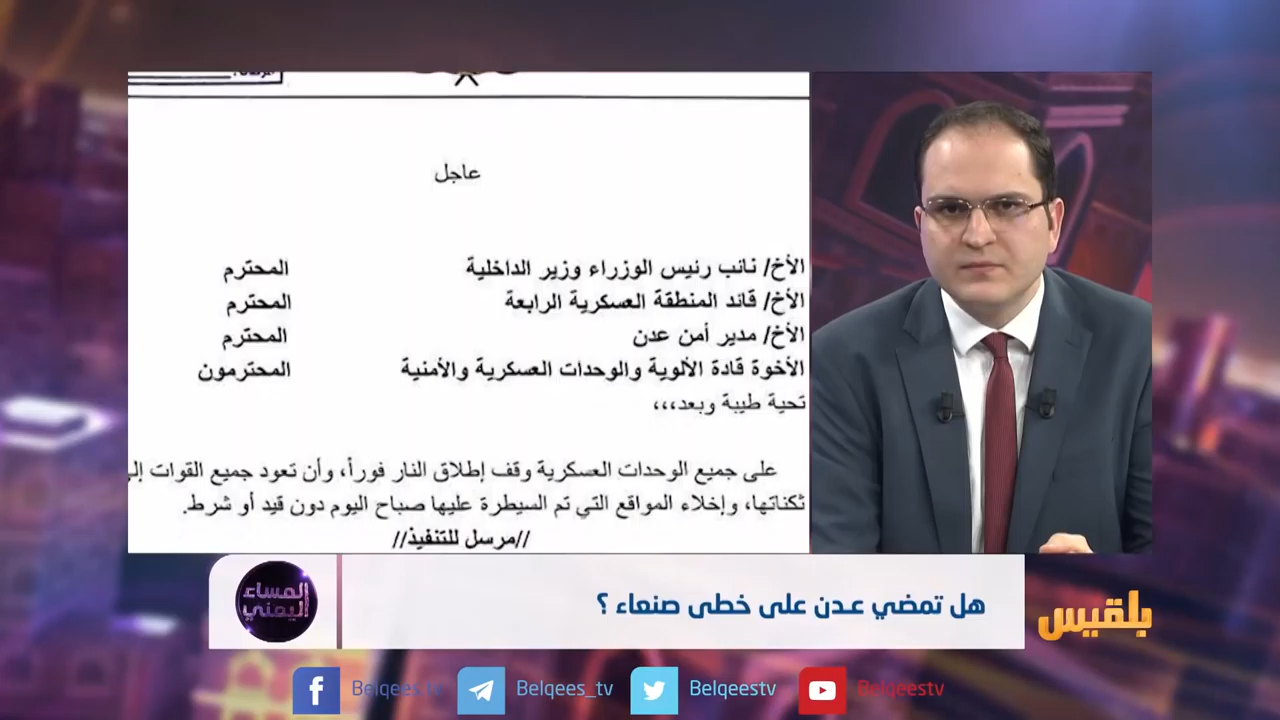 عاجل
الأخ/ نائب رئيس الوزراء وزير الداخلية المحترم
الأخ/ قائد المنطقة العسكرية الرابعة المحترم
الأخ/ مدير أمن عدن المحترم
الأخوة قادة الألوية والوحدات العسكرية والأمنية المحترمون
تحية طيبة وبعد،،،
على جميع الوحدات العسكرية وقف إطلاق النار فوراً، وأن تعود جميع القوات إلى
ثكناتها، وإخلاء المواقع التي تم السيطرة عليها صباح اليوم دون قيد أو شرط.
//مرسل للتنفيذ//
هل تمضي عدن على خطى صنعاء ؟
المساء
اليمني
بلقيس
Belqees_tv Belqees_tv Belqeestv Belqeestv